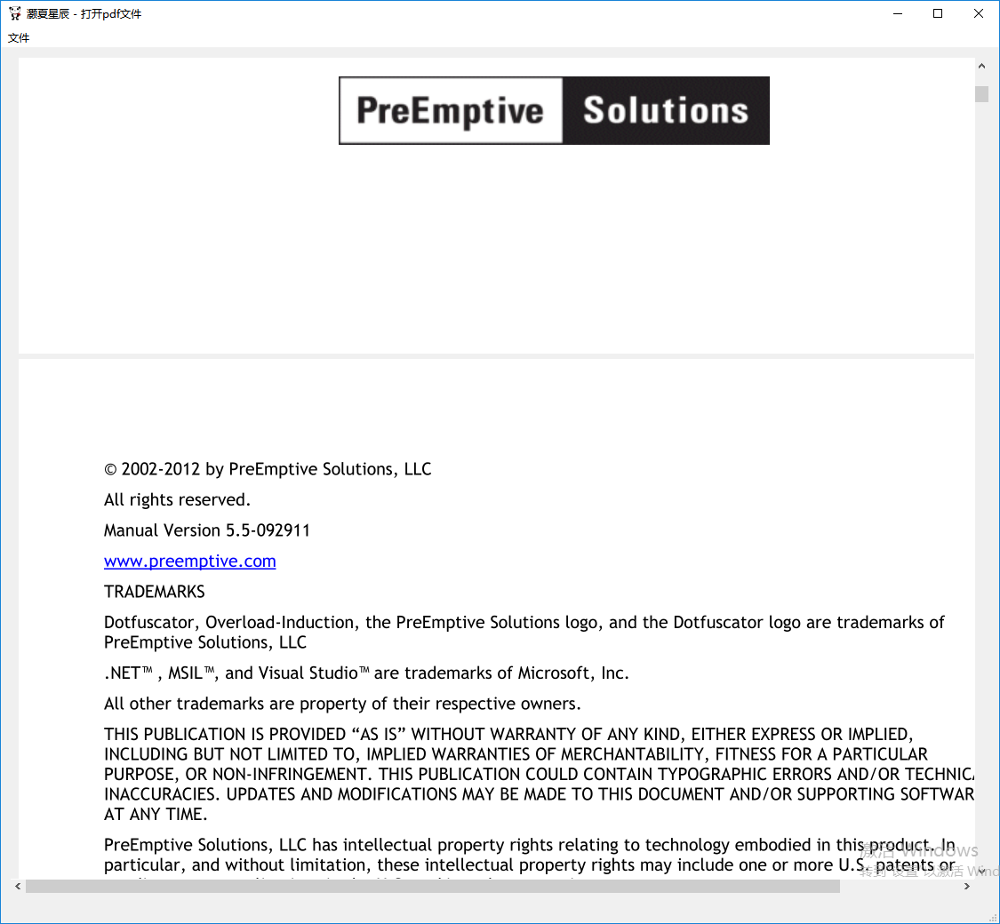 灏夏星辰 - 打开pdf文件
文件
PreEmptive Solutions
© 2002-2012 by PreEmptive Solutions, LLC
All rights reserved.
Manual Version 5.5-092911
www.preemptive.com
TRADEMARKS
Dotfuscator, Overload-Induction, the PreEmptive Solutions logo, and the Dotfuscator logo are trademarks of
PreEmptive Solutions, LLC
.NET™ , MSIL™, and Visual Studio™ are trademarks of Microsoft, Inc.
All other trademarks are property of their respective owners.
THIS PUBLICATION IS PROVIDED “AS IS” WITHOUT WARRANTY OF ANY KIND, EITHER EXPRESS OR IMPLIED,
INCLUDING BUT NOT LIMITED TO, IMPLIED WARRANTIES OF MERCHANTABILITY, FITNESS FOR A PARTICULAR
PURPOSE, OR NON-INFRINGEMENT. THIS PUBLICATION COULD CONTAIN TYPOGRAPHIC ERRORS AND/OR TECHNICA
INACCURACIES. UPDATES AND MODIFICATIONS MAY BE MADE TO THIS DOCUMENT AND/OR SUPPORTING SOFTWAR
AT ANY TIME.
PreEmptive Solutions, LLC has intellectual property rights relating to technology embodied in this product. In
particular, and without limitation, these intellectual property rights may include one or more U.S. patents or
激活 Windows
转到"设置"以激活 Wind